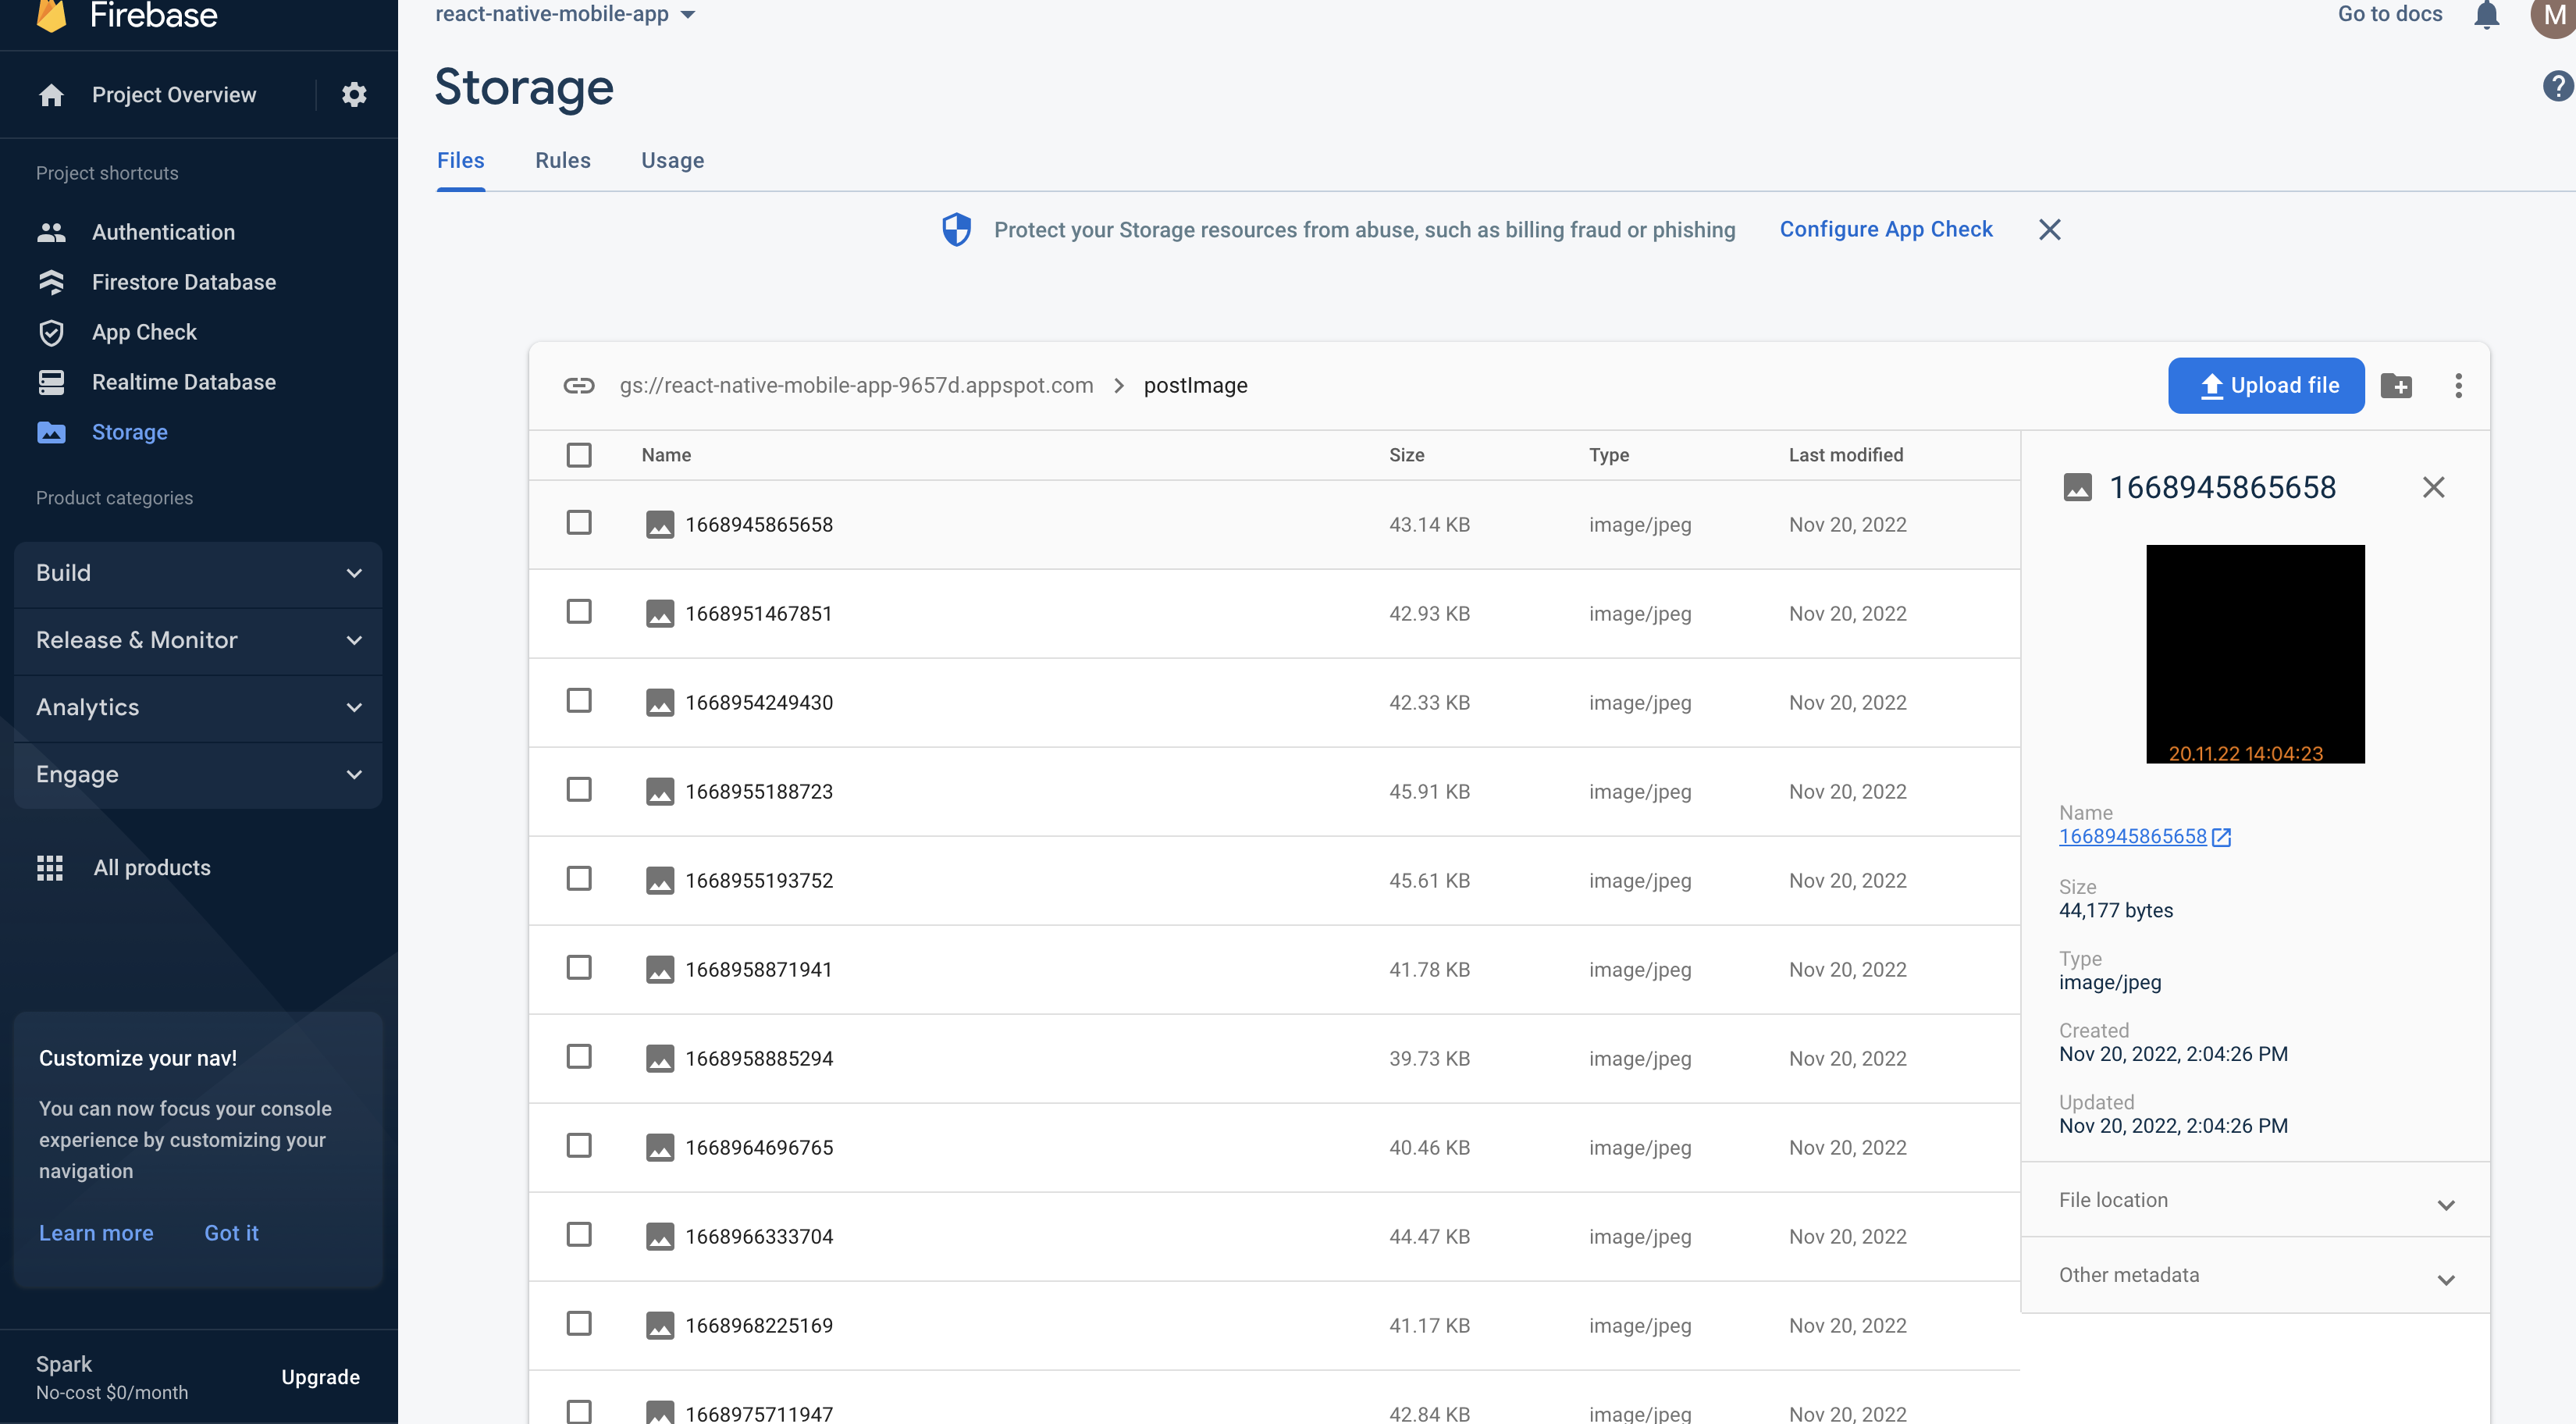 Firebase
Project Overview
Project shortcuts
Authentication
Firestore Database
App Check
Realtime Database
Storage
Product categories
Build
Release & Monitor
Analytics
Engage
All products
Customize your nav!
You can now focus your console
experience by customizing your
navigation
Learn more Got it
Spark
No-cost $0/month
Upgrade
react-native-mobile-app
Go to docs
M
Storage
?
Files Rules Usage
Protect your Storage resources from abuse, such as billing fraud or phishing Configure App Check
gs://react-native-mobile-app-9657d.appspot.com > postImage
Upload file
Name Size Type Last modified
1668945865658 43.14 KB image/jpeg Nov 20, 2022
1668951467851 42.93 KB image/jpeg Nov 20, 2022
1668954249430 42.33 KB image/jpeg Nov 20, 2022
1668955188723 45.91 KB image/jpeg Nov 20, 2022
1668955193752 45.61 KB image/jpeg Nov 20, 2022
1668958871941 41.78 KB image/jpeg Nov 20, 2022
1668958885294 39.73 KB image/jpeg Nov 20, 2022
1668964696765 40.46 KB image/jpeg Nov 20, 2022
1668966333704 44.47 KB image/jpeg Nov 20, 2022
1668968225169 41.17 KB image/jpeg Nov 20, 2022
1668975711947 42.84 KB image/jpeg Nov 20, 2022
1668945865658
20.11.22 14:04:23
Name
1668945865658
Size
44,177 bytes
Type
image/jpeg
Created
Nov 20, 2022, 2:04:26 PM
Updated
Nov 20, 2022, 2:04:26 PM
File location
Other metadata